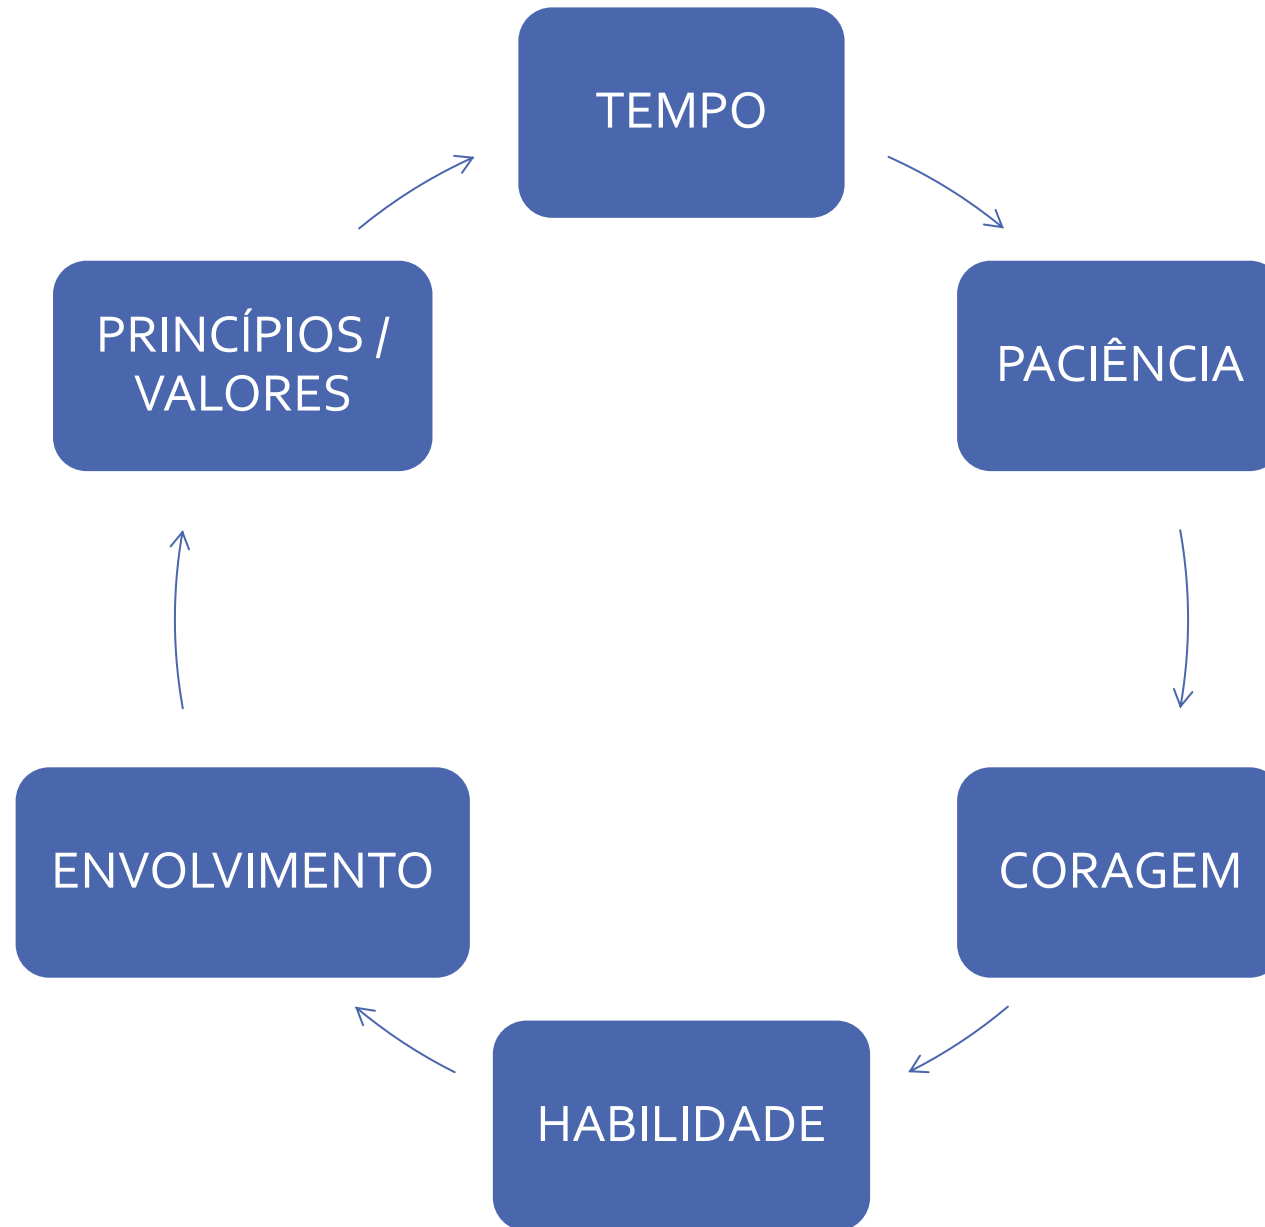 TEMPO
PACIÊNCIA
CORAGEM
HABILIDADE
ENVOLVIMENTO
PRINCÍPIOS /
VALORES